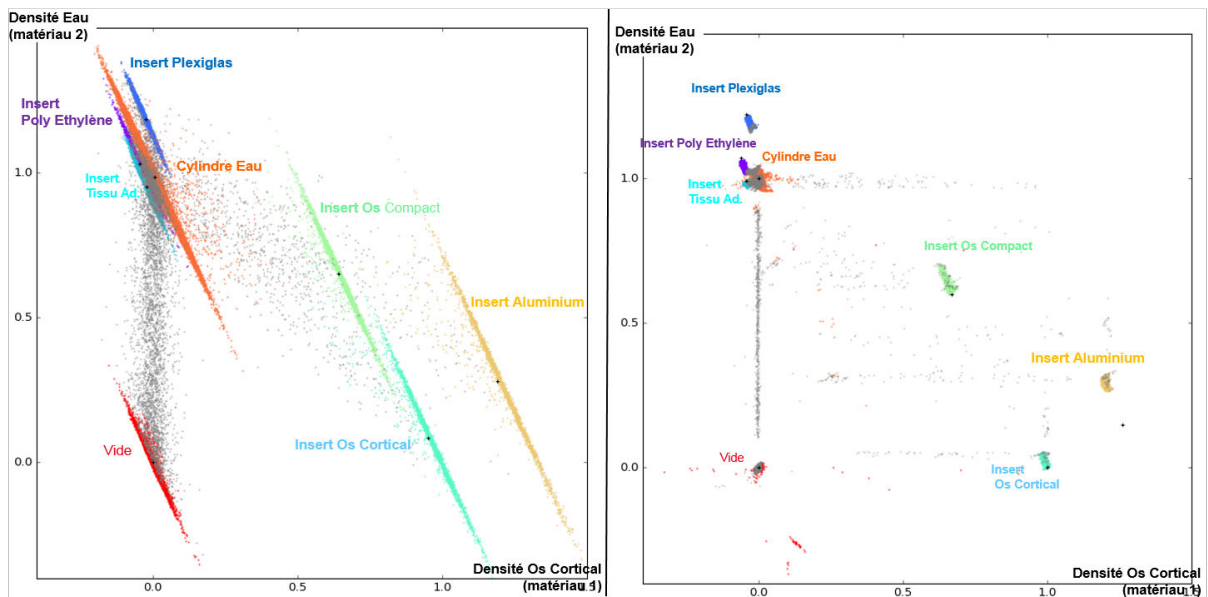 Densité Eau
(matériau 2)
Insert Plexiglas
Insert
Poly Ethylène
Cylindre Eau
Insert
Tissu Ad.
Insert Os Compact
Insert Aluminium
Insert Os Cortical
Vide
1.0
0.5
0.0
Densité Os Cortical
(matériau 1)
0.0
0.5
1.0
1.5
Densité Eau
(matériau 2)
Insert Plexiglas
Insert Poly Ethylène
Cylindre Eau
Insert
Tissu Ad.
Insert Os Compact
Insert Aluminium
Vide
Insert
Os Cortical
1.0
0.5
0.0
Densité Os Cortical
(matériau 1)
0.0
0.5
1.0